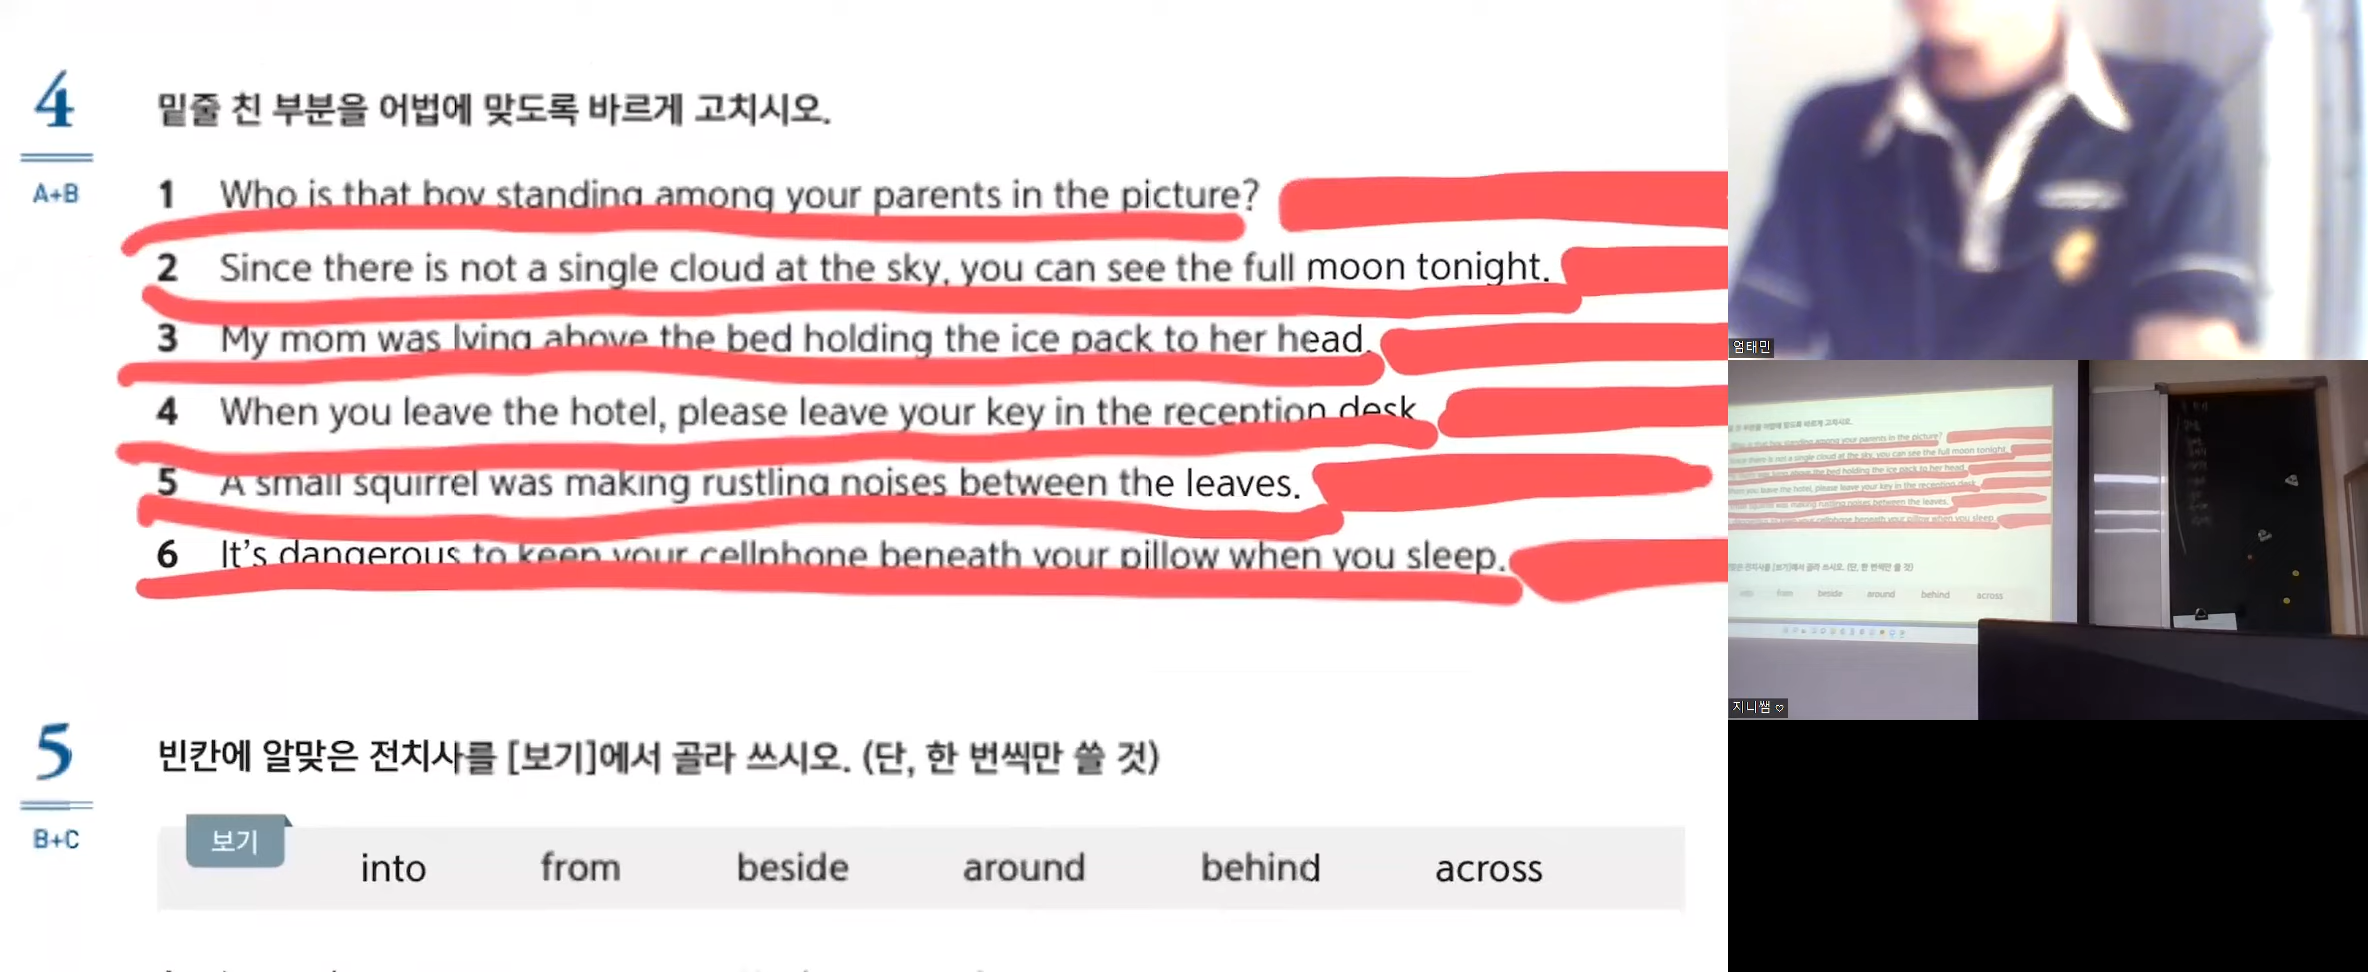 4
밑줄 친 부분을 어법에 맞도록 바르게 고치시오.
A+B
1 Who is that boy standing among your parents in the picture?
2 Since there is not a single cloud at the sky, you can see the full moon tonight.
3 My mom was lying above the bed holding the ice pack to her head.
4 When you leave the hotel, please leave your key in the reception desk
5 A small squirrel was making rustling noises between the leaves.
6 It's dangerous to keep your cellphone beneath your pillow when you sleep.
5
빈칸에 알맞은 전치사를 [보기]에서 골라 쓰시오. (단, 한 번씩만 쓸 것)
B+C
보기
into from beside around behind across
엄태민
지니쌤 ♡